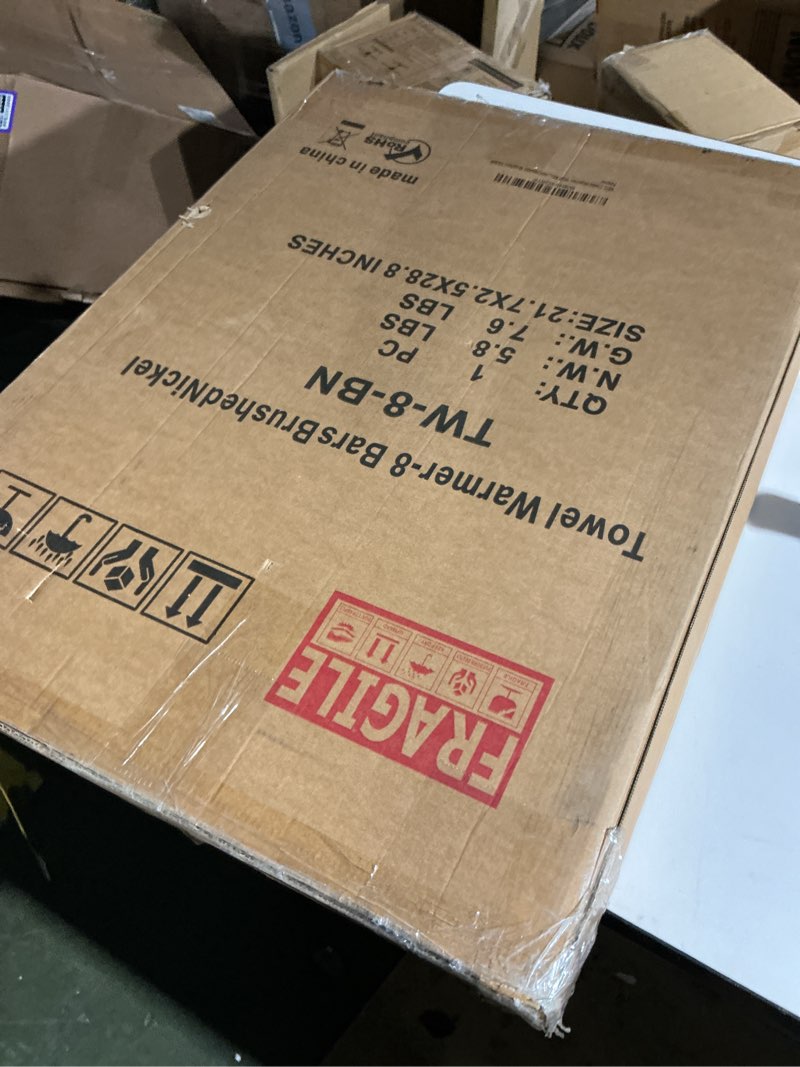 FRAGILE
Towel Warmer-8 BarsBrushedNickel
TW-8-BN
QTY: 1 PC
N.W.: 5.8 LBS
G.W.: 7.6 LBS
SIZE:21.7X2.5X28.8 INCHES
made in china
RoHS
amazon